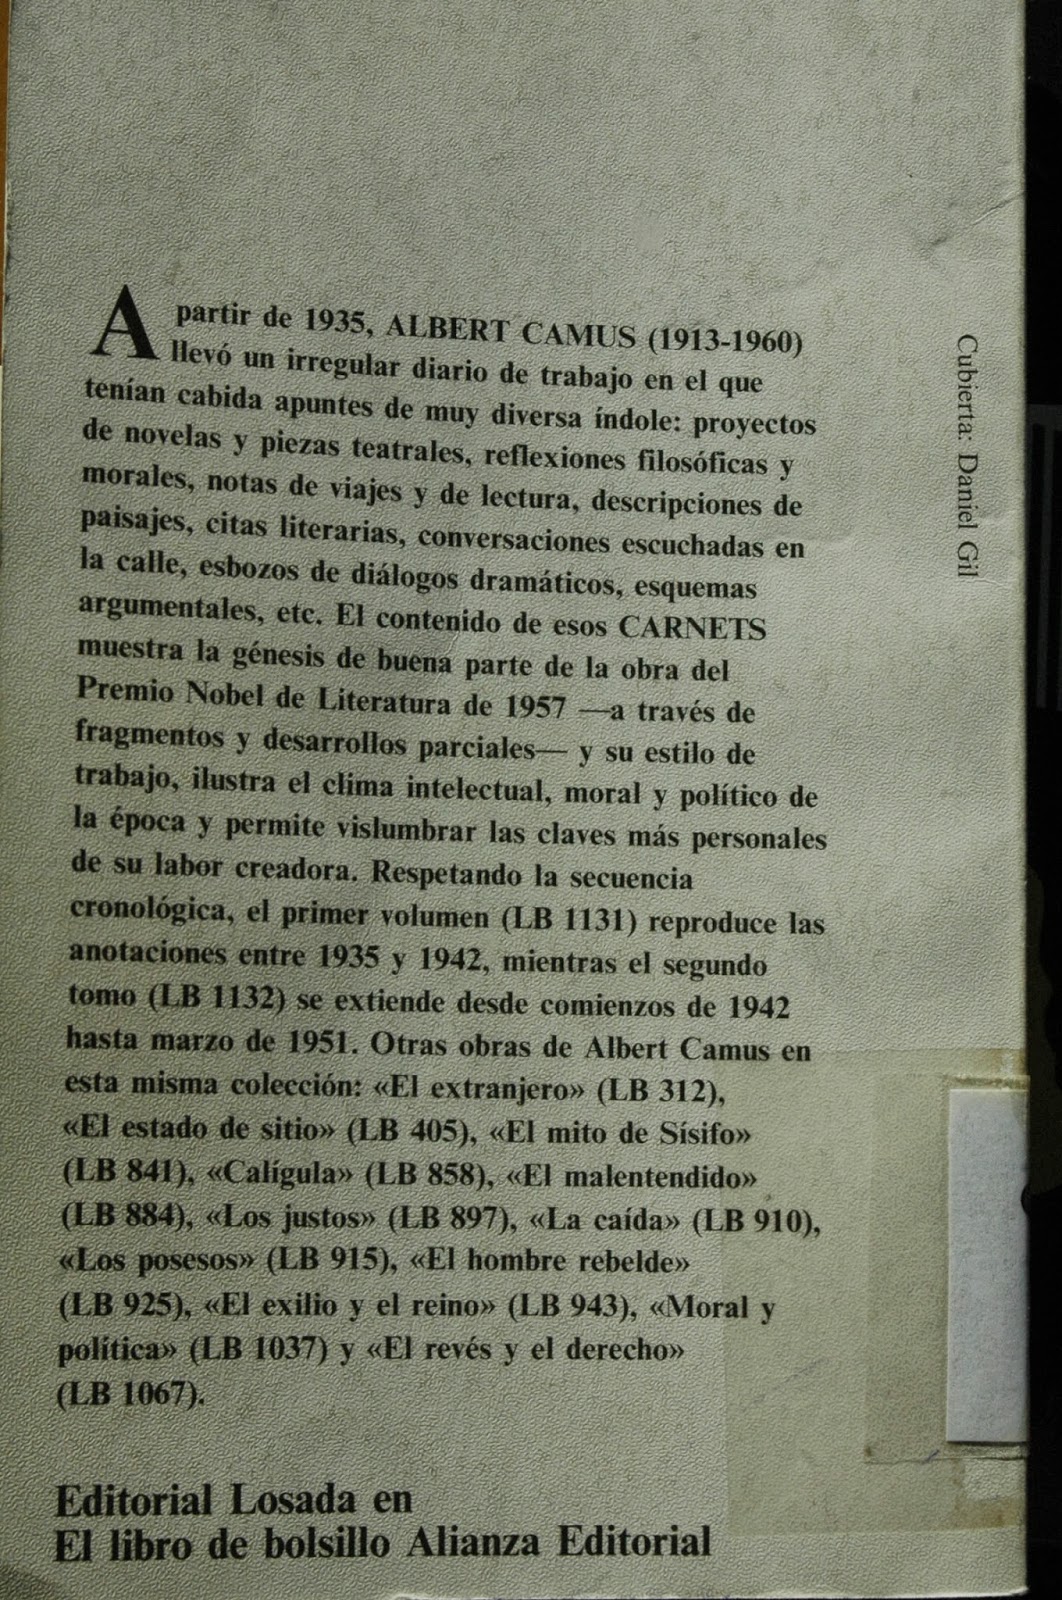 A partir de 1935, ALBERT CAMUS (1913-1960)
llevó un irregular diario de trabajo en el que
tenían cabida apuntes de muy diversa índole: proyectos
de novelas y piezas teatrales, reflexiones filosóficas y
morales, notas de viajes y de lectura, descripciones de
paisajes, citas literarias, conversaciones escuchadas en
la calle, esbozos de diálogos dramáticos, esquemas
argumentales, etc. El contenido de esos CARNETS
muestra la génesis de buena parte de la obra del
Premio Nobel de Literatura de 1957 —a través de
fragmentos y desarrollos parciales— y su estilo de
trabajo, ilustra el clima intelectual, moral y político de
la época y permite vislumbrar las claves más personales
de su labor creadora. Respetando la secuencia
cronológica, el primer volumen (LB 1131) reproduce las
anotaciones entre 1935 y 1942, mientras el segundo
tomo (LB 1132) se extiende desde comienzos de 1942
hasta marzo de 1951. Otras obras de Albert Camus en
esta misma colección: «El extranjero» (LB 312),
«El estado de sitio» (LB 405), «El mito de Sísifo»
(LB 841), «Calígula» (LB 858), «El malentendido»
(LB 884), «Los justos» (LB 897), «La caída» (LB 910),
«Los posesos» (LB 915), «El hombre rebelde»
(LB 925), «El exilio y el reino» (LB 943), «Moral y
política» (LB 1037) y «El revés y el derecho»
(LB 1067).
Editorial Losada en
El libro de bolsillo Alianza Editorial
Cubierta: Daniel Gil